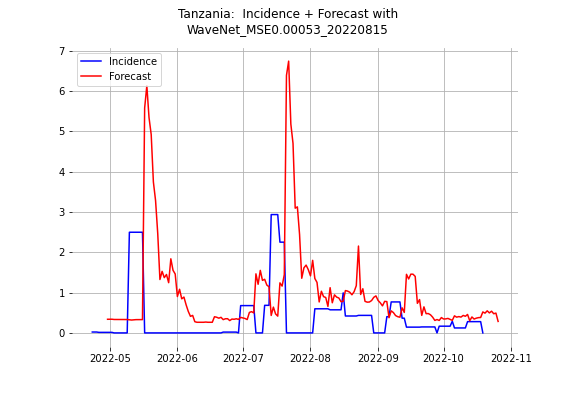 Tanzania:  Incidence + Forecast with
WaveNet_MSE0.00053_20220815
Incidence
Forecast
7
6
5
4
3
2
1
0
2022-05 2022-06 2022-07 2022-08 2022-09 2022-10 2022-11